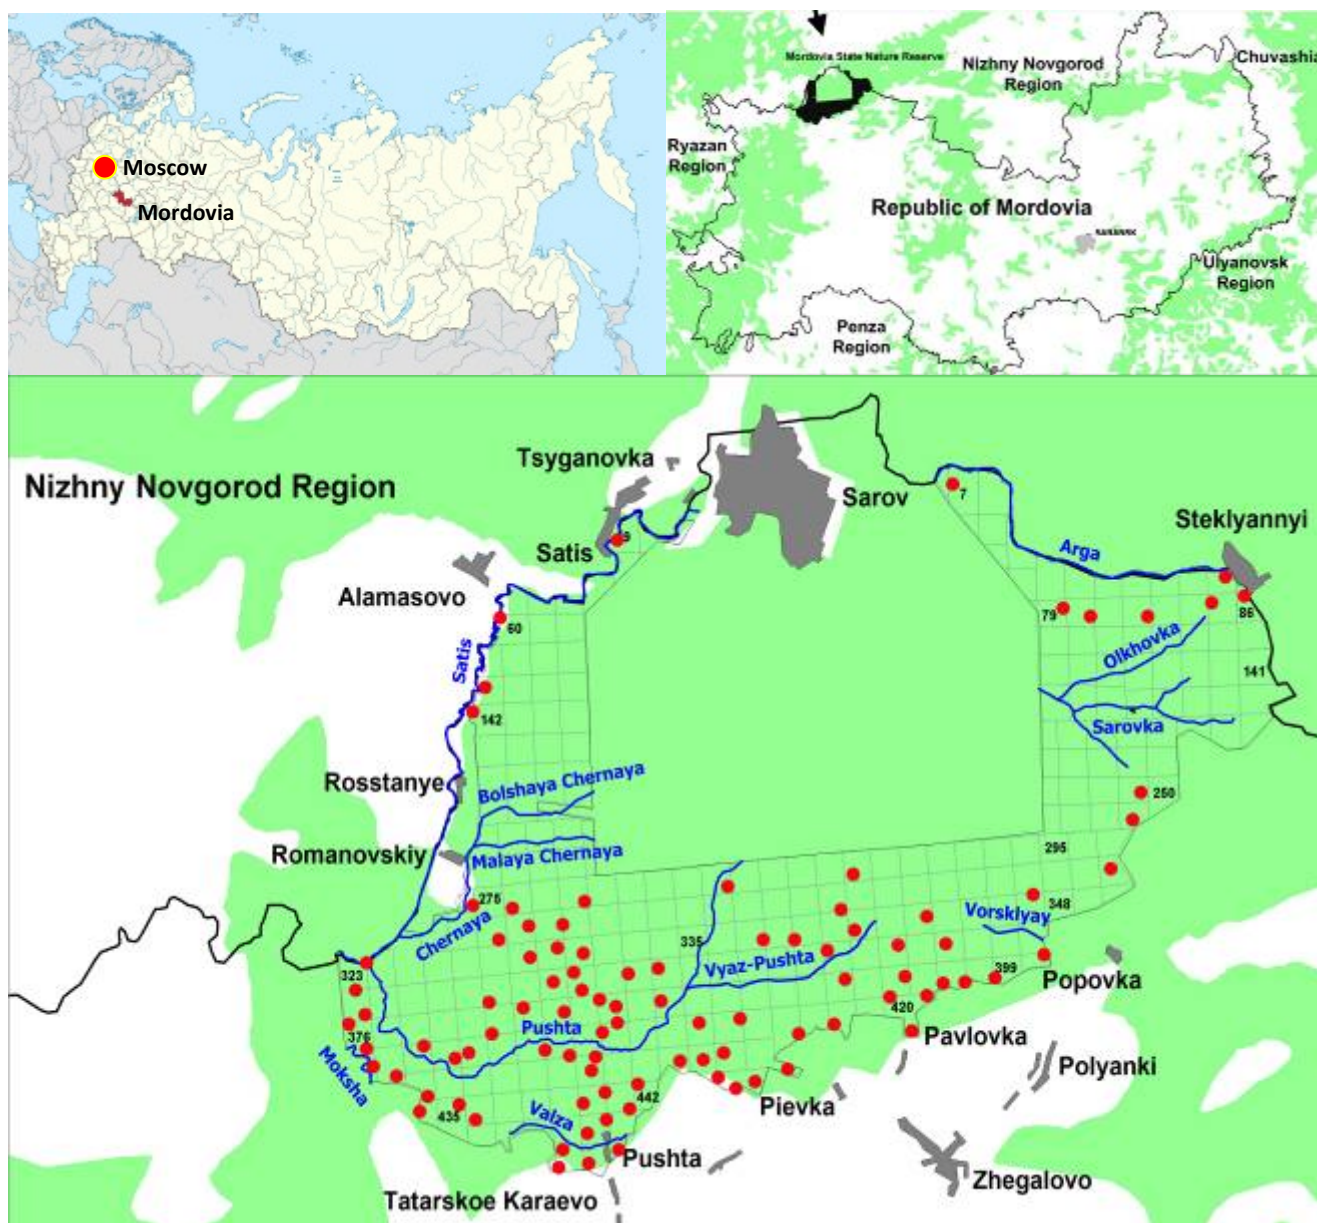 Moscow
Mordovia
Mordovia State Nature Reserve
Nizhny Novgorod
Region
Chuvashia
Ryazan
Region
Republic of Mordovia
SARANSK
Ulyanovsk
Region
Penza
Region
Nizhny Novgorod Region
Tsyganovka
Sarov
7
Steklyannyi
Satis
9
Arga
Alamasovo
60
79
86
Olkhovka
Satis
141
142
Sarovka
Rosstanye
Bolshaya Chernaya
250
Romanovskiy
Malaya Chernaya
295
275
348
Vorsklyay
Chernaya
335
Vyaz-Pushta
323
399
Popovka
420
Pushta
Pavlovka
376
Moksha
Polyanki
442
Pievka
435
Valza
Pushta
Zhegalovo
Tatarskoe Karaevo